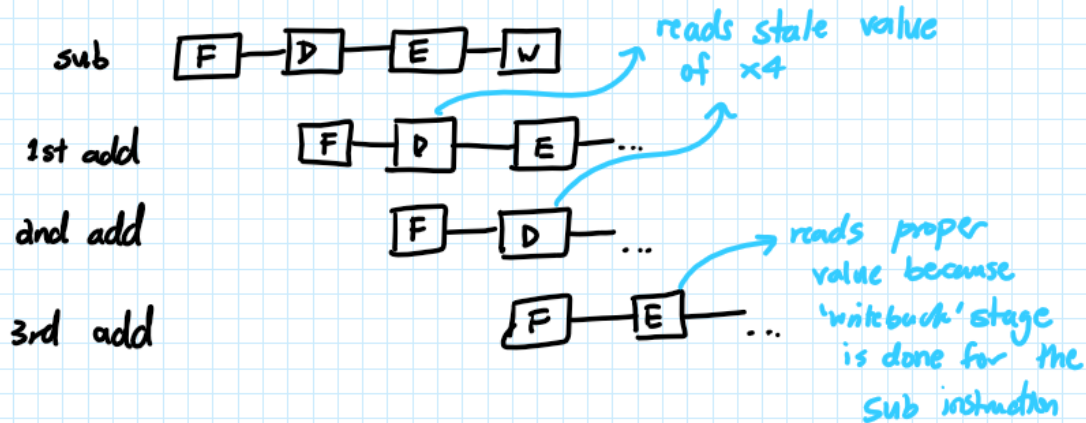 sub F D E W
reads stale value
of x4
1st add F D E ...
2nd add F D ...
3rd add F E ...
reads proper
value because
'writeback' stage
is done for the
sub instruction